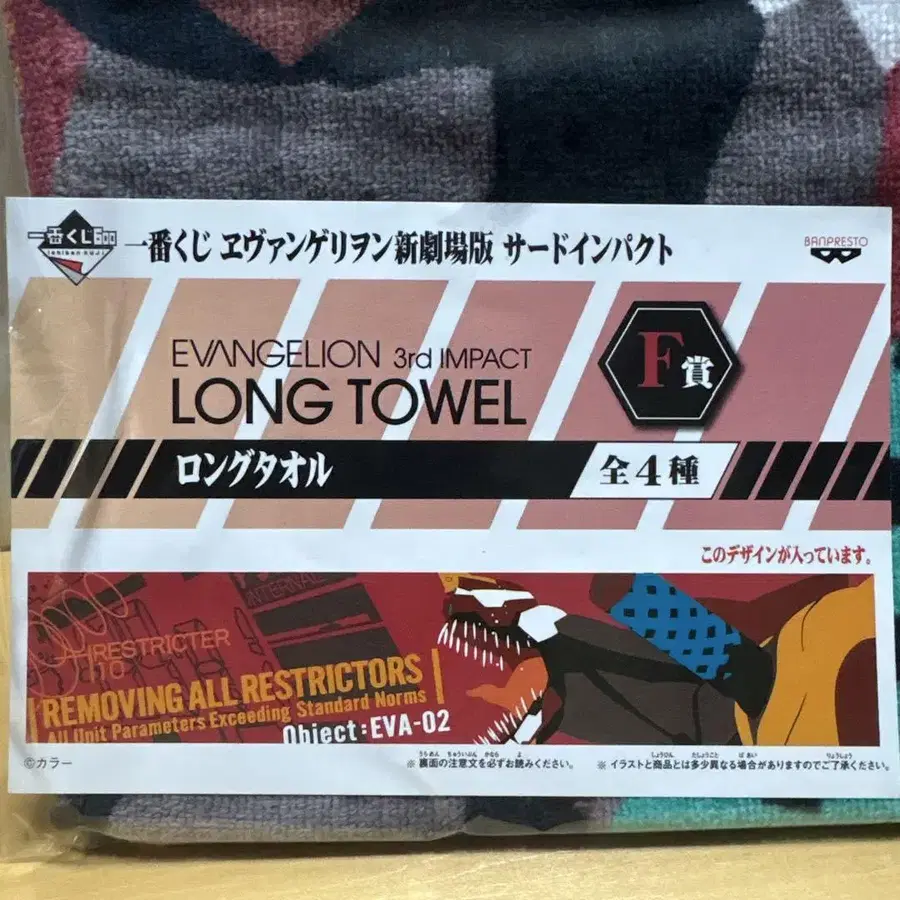 一番くじ600
ichiban kuji
一番くじ ヱヴァンゲリヲン新劇場版 サードインパクト
BANPRESTO
EVANGELION 3rd IMPACT
LONG TOWEL
F賞
ロングタオル
全4種
このデザインが入っています。
RESTRICTER
REMOVING ALL RESTRICTORS
All Unit Parameters Exceeding Standard Norms
Object:EVA-02
©カラー
※裏面の注意文を必ずお読みください。
※イラストと商品とは多少異なる場合がありますのでご了承ください。